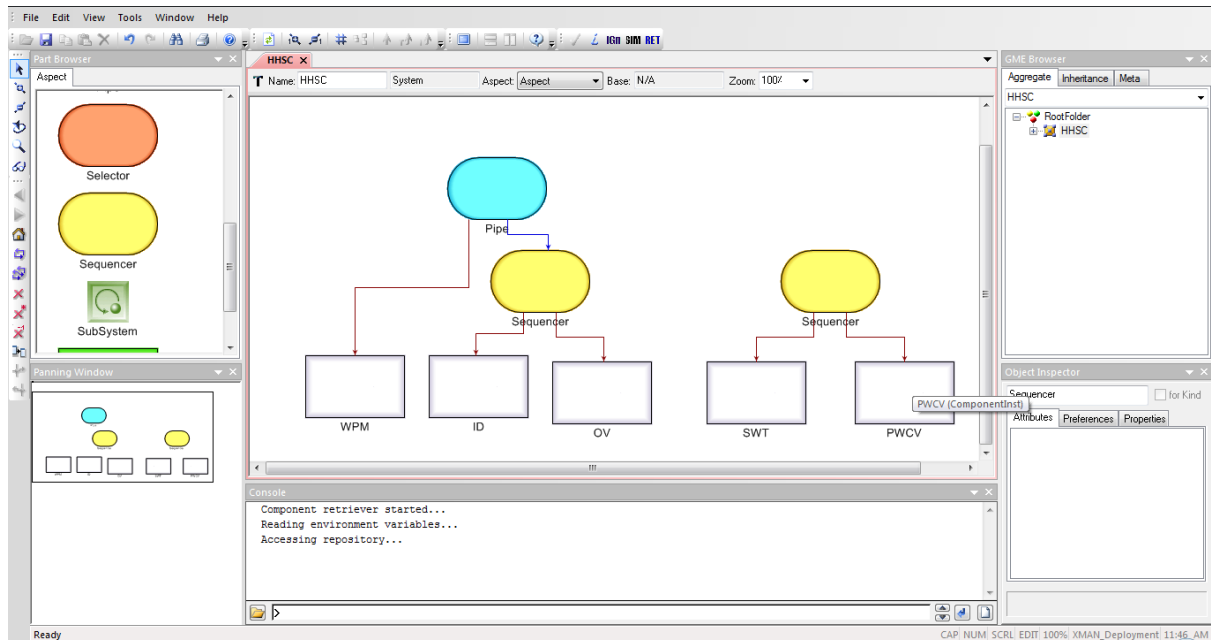 File Edit View Tools Window Help
IGn SIM RET
Part Browser
Aspect
Selector
Sequencer
SubSystem
Panning Window
HHSC
Name: HHSC System Aspect: Aspect Base: N/A Zoom: 100%
Pipe
Sequencer Sequencer
WPM ID OV SWT PWCV
PWCV (ComponentInst)
Console
Component retriever started...
Reading environment variables...
Accessing repository...
>
GME Browser
Aggregate Inheritance Meta
HHSC
RootFolder
HHSC
Object Inspector
Sequencer for Kind
Attributes Preferences Properties
Ready CAP NUM SCRL EDIT 100% XMAN_Deployment 11:46 AM